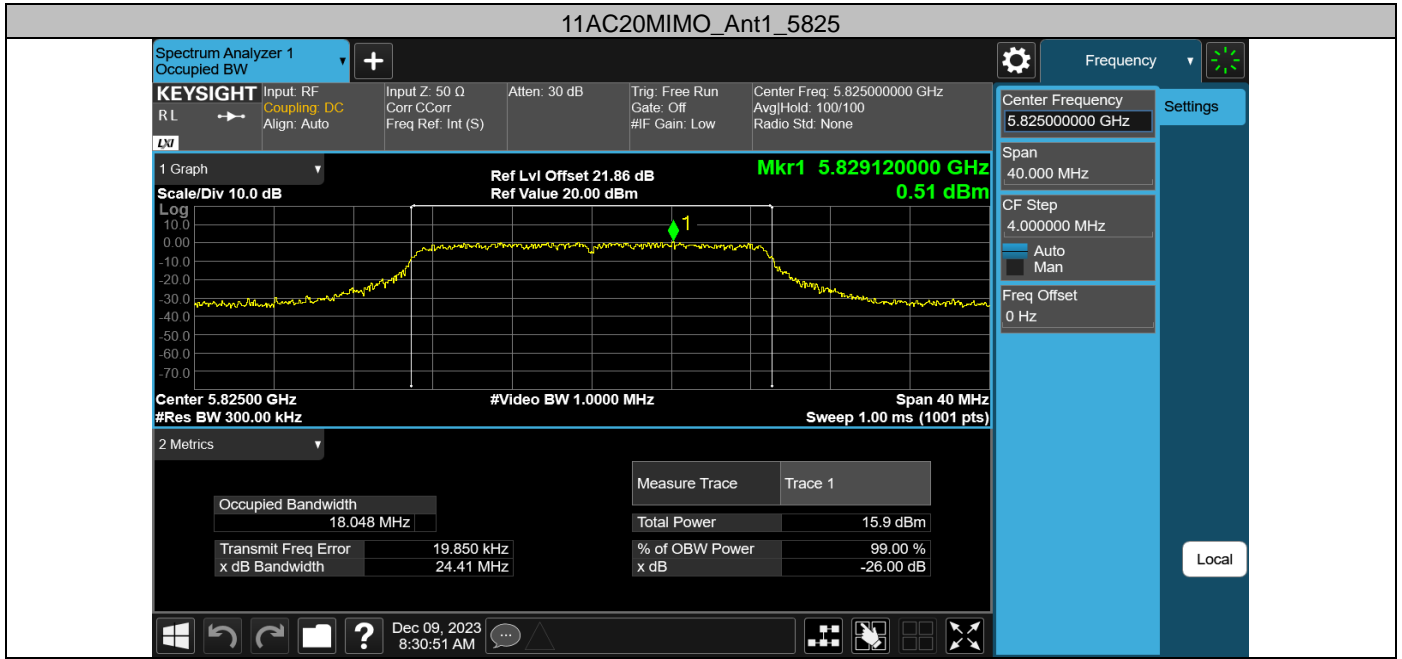 11AC20MIMO_Ant1_5825
Spectrum Analyzer 1
Occupied BW
Frequency
KEYSIGHT
RL
LXI
Input: RF
Coupling: DC
Align: Auto
Input Z: 50 Ω
Corr CCorr
Freq Ref: Int (S)
Atten: 30 dB
Trig: Free Run
Gate: Off
#IF Gain: Low
Center Freq: 5.825000000 GHz
Avg|Hold: 100/100
Radio Std: None
Center Frequency
5.825000000 GHz
Settings
Span
40.000 MHz
CF Step
4.000000 MHz
Auto
Man
Freq Offset
0 Hz
Local
1 Graph
Scale/Div 10.0 dB
Ref Lvl Offset 21.86 dB
Ref Value 20.00 dBm
Mkr1 5.829120000 GHz
0.51 dBm
Log
10.0
0.00
-10.0
-20.0
-30.0
-40.0
-50.0
-60.0
-70.0
1
Center 5.82500 GHz
#Res BW 300.00 kHz
#Video BW 1.0000 MHz
Span 40 MHz
Sweep 1.00 ms (1001 pts)
2 Metrics
Measure Trace Trace 1
Occupied Bandwidth
18.048 MHz
Total Power 15.9 dBm
Transmit Freq Error 19.850 kHz
% of OBW Power 99.00 %
x dB Bandwidth 24.41 MHz
x dB -26.00 dB
?
Dec 09, 2023
8:30:51 AM